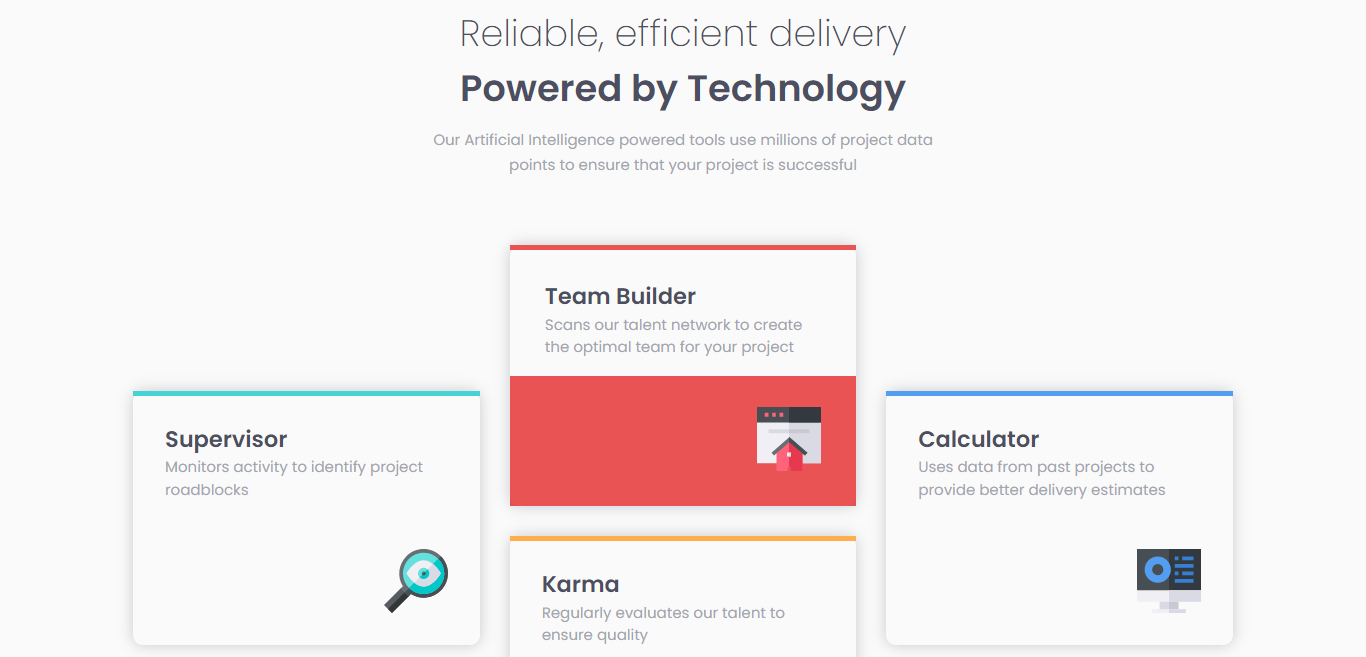 Reliable, efficient delivery
Powered by Technology
Our Artificial Intelligence powered tools use millions of project data
points to ensure that your project is successful
Team Builder
Scans our talent network to create
the optimal team for your project
Supervisor
Monitors activity to identify project
roadblocks
Calculator
Uses data from past projects to
provide better delivery estimates
Karma
Regularly evaluates our talent to
ensure quality